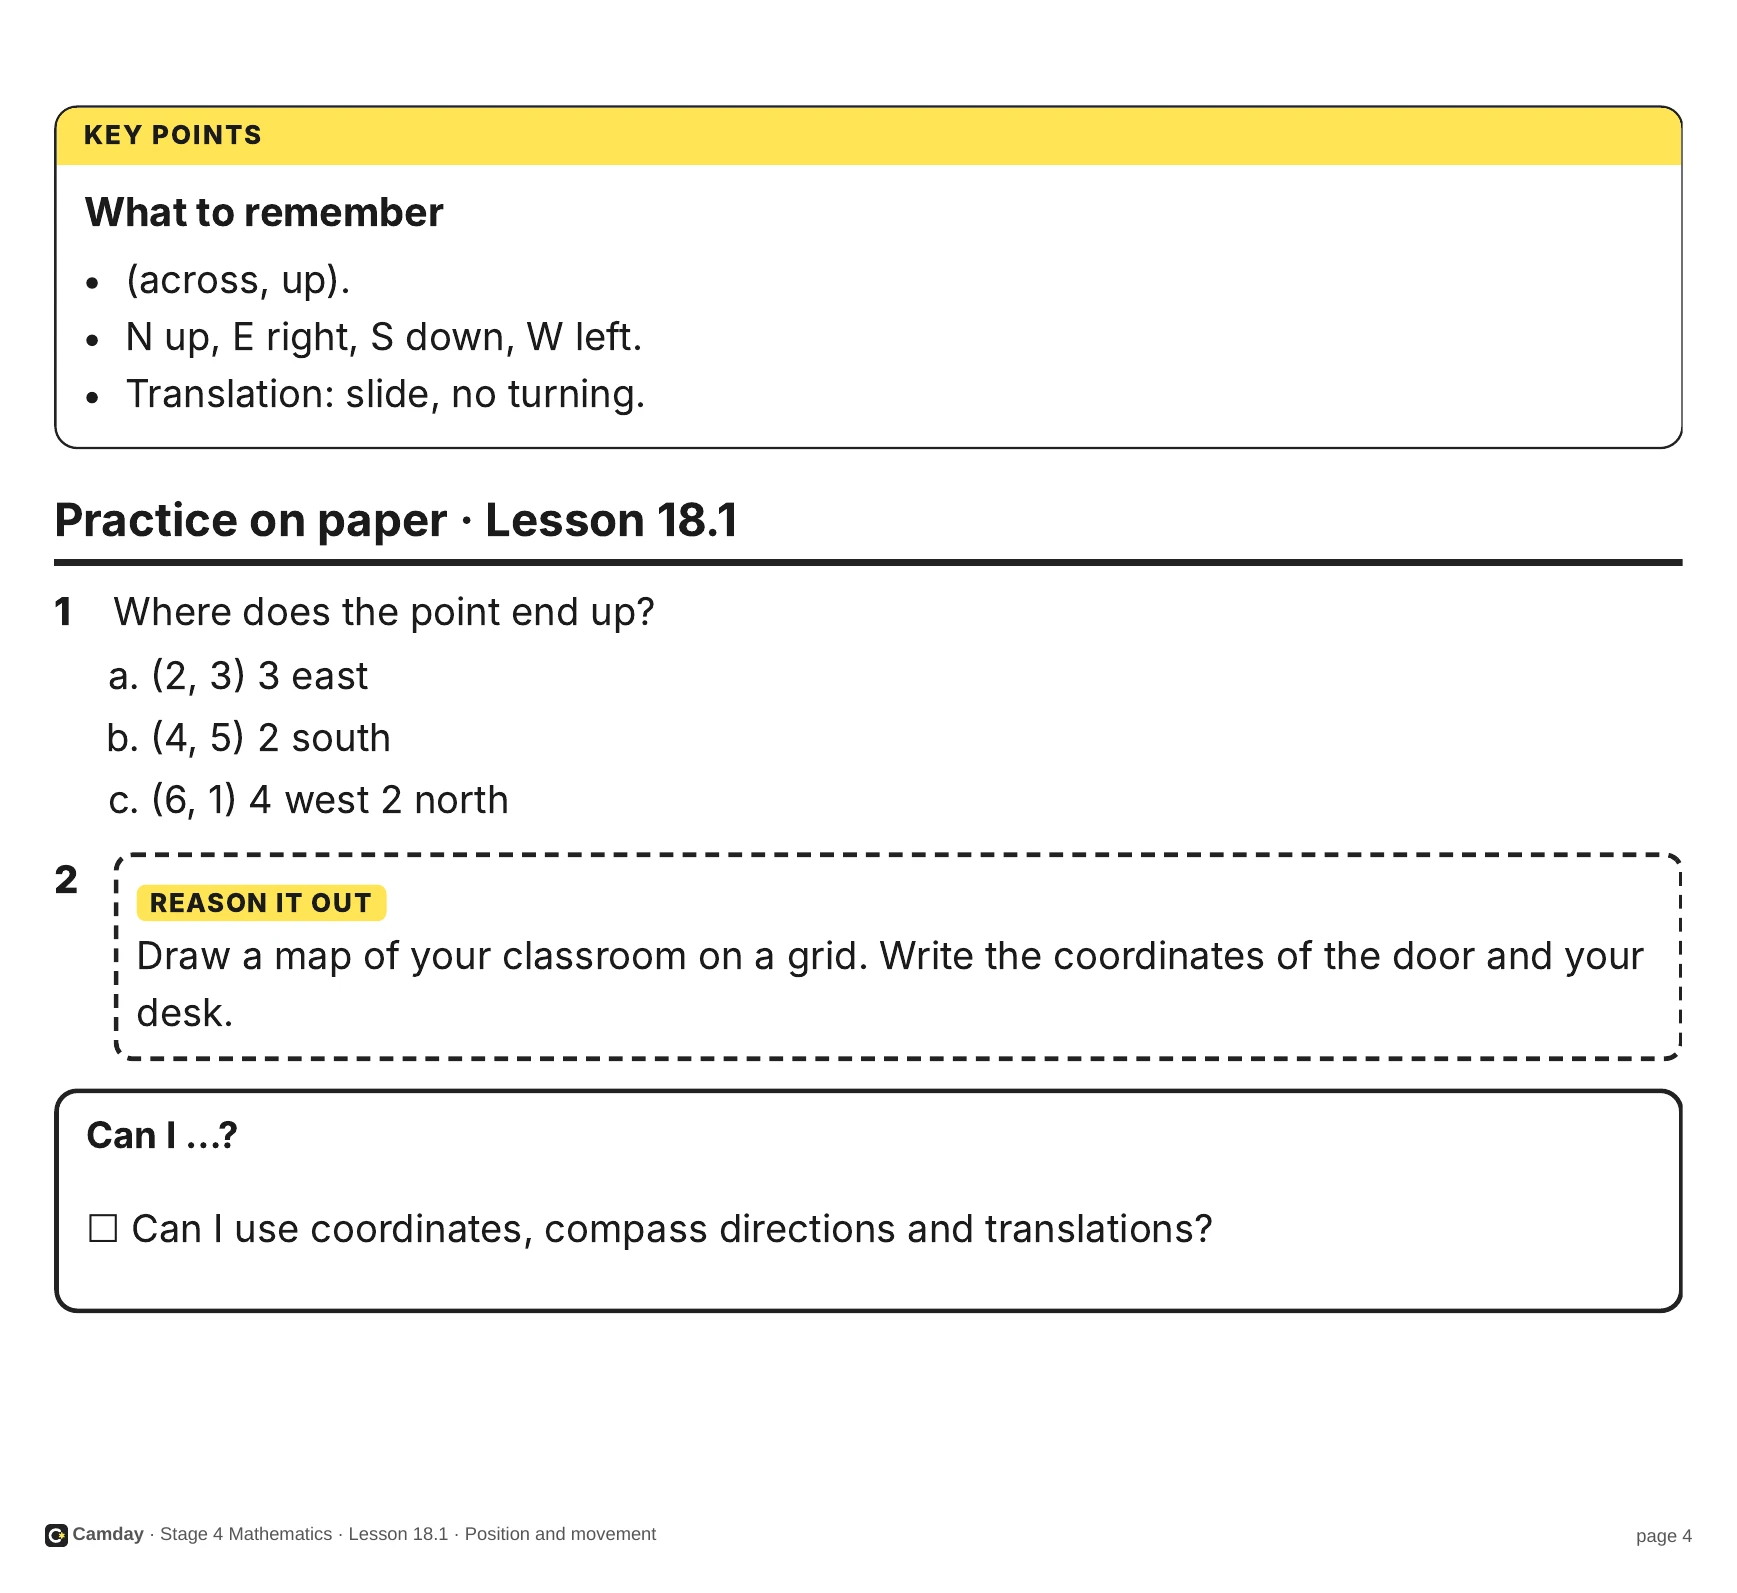 KEY POINTS
What to remember
• (across, up).
• N up, E right, S down, W left.
• Translation: slide, no turning.
Practice on paper · Lesson 18.1
1 Where does the point end up?
a. (2, 3) 3 east
b. (4, 5) 2 south
c. (6, 1) 4 west 2 north
2
REASON IT OUT
Draw a map of your classroom on a grid. Write the coordinates of the door and your
desk.
Can I …?
☐ Can I use coordinates, compass directions and translations?
Camday · Stage 4 Mathematics · Lesson 18.1 · Position and movement
page 4